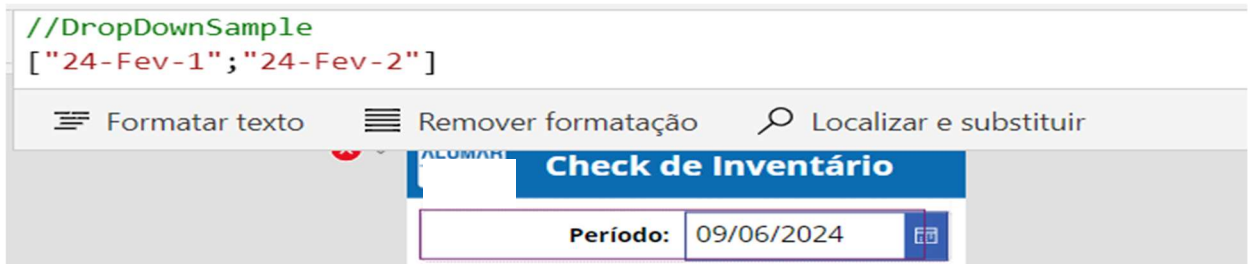 //DropDownSample
["24-Fev-1";"24-Fev-2"]
Formatar texto Remover formatação Localizar e substituir
Check de Inventário
Período: 09/06/2024